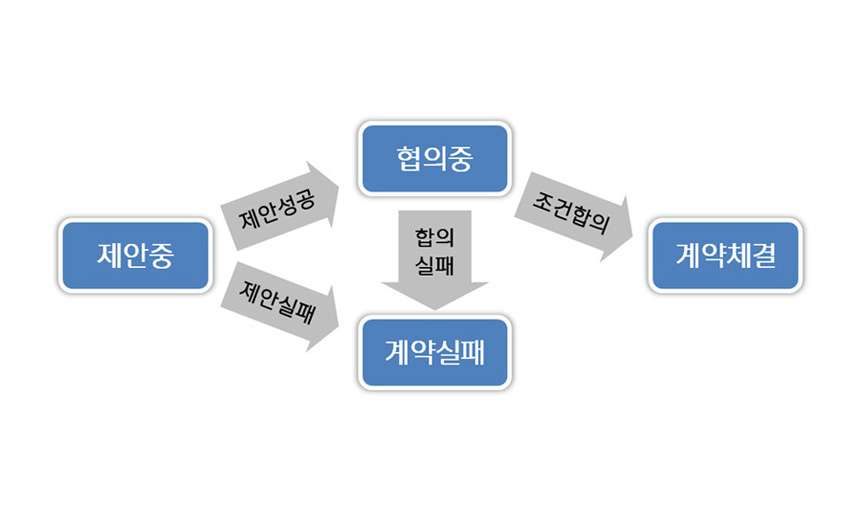 협의중
제안성공
조건합의
합의
실패
제안중
계약체결
제안실패
계약실패